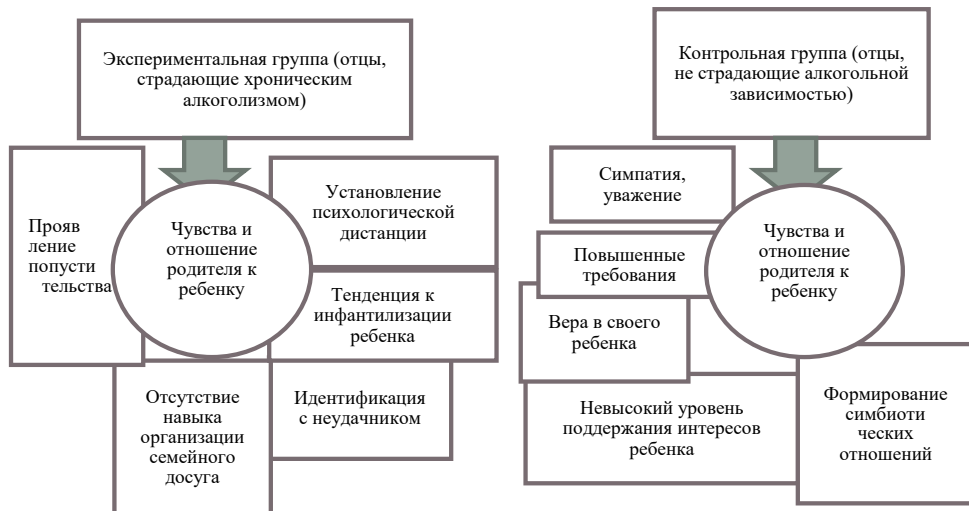 Экспериментальная группа (отцы,
страдающие хроническим
алкоголизмом)
Прояв
ление
попусти
тельства
Чувства и
отношение
родителя к
ребенку
Установление
психологической
дистанции
Тенденция к
инфантилизации
ребенка
Отсутствие
навыка
организации
семейного
досуга
Идентификация
с неудачником
Контрольная группа (отцы,
не страдающие алкогольной
зависимостью)
Симпатия,
уважение
Повышенные
требования
Вера в своего
ребенка
Чувства и
отношение
родителя к
ребенку
Невысокий уровень
поддержания интересов
ребенка
Формирование
симбиоти
ческих
отношений